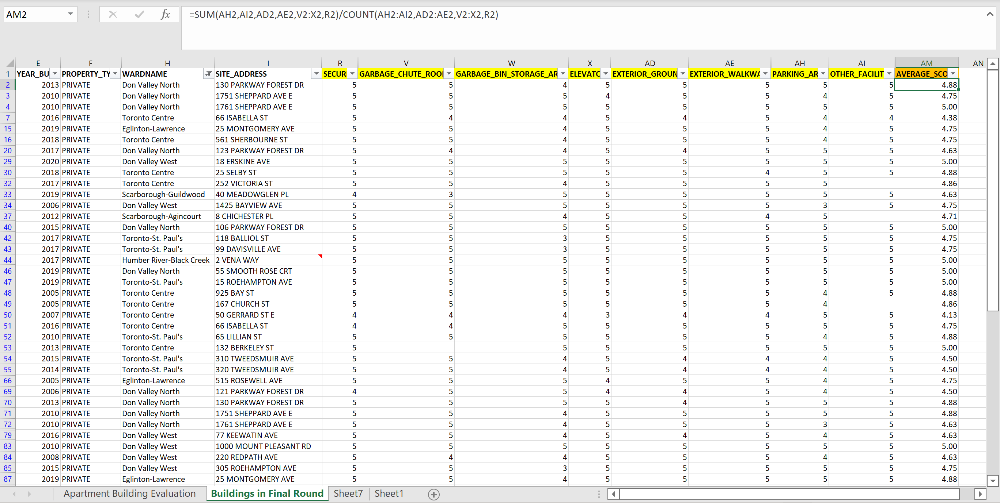 AM2 fx =SUM(AH2,AI2,AD2,AE2,V2:X2,R2)/COUNT(AH2:AI2,AD2:AE2,V2:X2,R2)
E F H I R V W X AD AE AH AI AM AN
1 YEAR_BU PROPERTY_TY WARDNAME SITE_ADDRESS SECUR GARBAGE_CHUTE_ROO GARBAGE_BIN_STORAGE_AR ELEVATO EXTERIOR_GROUN EXTERIOR_WALKWA PARKING_AR OTHER_FACILIT AVERAGE_SCO
2 2013 PRIVATE Don Valley North 130 PARKWAY FOREST DR 5 5 4 5 5 5 5 5 4.88
3 2010 PRIVATE Don Valley North 1751 SHEPPARD AVE E 5 5 5 4 5 5 4 5 4.75
4 2010 PRIVATE Don Valley North 1761 SHEPPARD AVE E 5 5 5 5 5 5 5 5 5.00
7 2016 PRIVATE Toronto Centre 66 ISABELLA ST 5 4 4 5 4 5 4 4 4.38
15 2019 PRIVATE Eglinton-Lawrence 25 MONTGOMERY AVE 5 5 4 5 5 5 4 5 4.75
16 2018 PRIVATE Toronto Centre 561 SHERBOURNE ST 5 5 4 5 5 5 4 5 4.75
20 2017 PRIVATE Don Valley North 123 PARKWAY FOREST DR 5 4 4 5 4 5 5 5 4.63
29 2020 PRIVATE Don Valley West 18 ERSKINE AVE 5 5 5 5 5 5 5 5 5.00
30 2018 PRIVATE Toronto Centre 25 SELBY ST 5 5 5 5 5 4 5 5 4.88
32 2017 PRIVATE Toronto Centre 252 VICTORIA ST 5 5 4 5 5 5 5 4.86
33 2019 PRIVATE Scarborough-Guildwood 40 MEADOWGLEN PL 4 3 5 5 5 5 5 5 4.63
34 2006 PRIVATE Don Valley West 1425 BAYVIEW AVE 5 5 5 5 5 5 3 5 4.75
37 2012 PRIVATE Scarborough-Agincourt 8 CHICHESTER PL 5 5 4 5 5 4 5 4.71
40 2015 PRIVATE Don Valley North 106 PARKWAY FOREST DR 5 5 5 5 5 5 5 5 5.00
42 2017 PRIVATE Toronto-St. Paul's 118 BALLIOL ST 5 5 3 5 5 5 5 5 4.75
43 2017 PRIVATE Toronto-St. Paul's 99 DAVISVILLE AVE 5 5 3 5 5 5 5 5 4.75
44 2017 PRIVATE Humber River-Black Creek 2 VENA WAY 5 5 5 5 5 5 5 5 5.00
46 2019 PRIVATE Don Valley North 55 SMOOTH ROSE CRT 5 5 5 5 5 5 5 5 5.00
47 2019 PRIVATE Toronto-St. Paul's 15 ROEHAMPTON AVE 5 5 5 5 5 5 5 5 5.00
48 2005 PRIVATE Toronto Centre 925 BAY ST 5 5 5 5 5 5 4 5 4.88
49 2005 PRIVATE Toronto Centre 167 CHURCH ST 5 5 5 5 5 5 4 4.86
50 2007 PRIVATE Toronto Centre 50 GERRARD ST E 4 4 4 3 4 4 5 5 4.13
51 2016 PRIVATE Toronto Centre 66 ISABELLA ST 4 4 5 5 5 5 5 5 4.75
52 2010 PRIVATE Toronto-St. Paul's 65 LILLIAN ST 5 5 5 5 5 5 4 5 4.88
53 2013 PRIVATE Toronto Centre 132 BERKELEY ST 5 5 5 5 5 5 5 5.00
54 2015 PRIVATE Toronto-St. Paul's 310 TWEEDSMUIR AVE 5 5 4 5 4 4 4 5 4.50
55 2014 PRIVATE Toronto-St. Paul's 320 TWEEDSMUIR AVE 5 5 4 5 4 4 4 5 4.50
66 2005 PRIVATE Eglinton-Lawrence 515 ROSEWELL AVE 5 5 5 4 5 5 4 5 4.75
69 2006 PRIVATE Don Valley North 121 PARKWAY FOREST DR 4 5 5 4 4 5 4 5 4.50
70 2013 PRIVATE Don Valley North 130 PARKWAY FOREST DR 5 5 5 5 4 5 5 5 4.88
71 2010 PRIVATE Don Valley North 1751 SHEPPARD AVE E 5 5 4 5 5 5 5 5 4.88
72 2010 PRIVATE Don Valley North 1761 SHEPPARD AVE E 5 5 4 5 5 5 3 5 4.63
79 2016 PRIVATE Don Valley West 77 KEEWATIN AVE 5 5 4 5 4 5 4 5 4.63
83 2010 PRIVATE Don Valley West 1000 MOUNT PLEASANT RD 5 5 5 5 5 5 5 5 5.00
84 2008 PRIVATE Don Valley West 220 REDPATH AVE 5 4 4 5 5 5 4 5 4.63
85 2015 PRIVATE Don Valley West 305 ROEHAMPTON AVE 5 5 3 5 5 5 5 5 4.75
87 2019 PRIVATE Eglinton-Lawrence 25 MONTGOMERY AVE 5 5 4 5 5 5 5 5 4.88
Apartment Building Evaluation Buildings in Final Round Sheet7 Sheet1